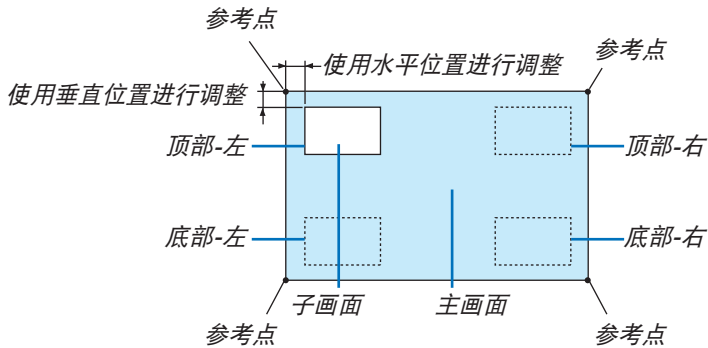 参考点
参考点
使用水平位置进行调整
使用垂直位置进行调整
顶部-左
顶部-右
底部-左
底部-右
子画面
主画面
参考点
参考点